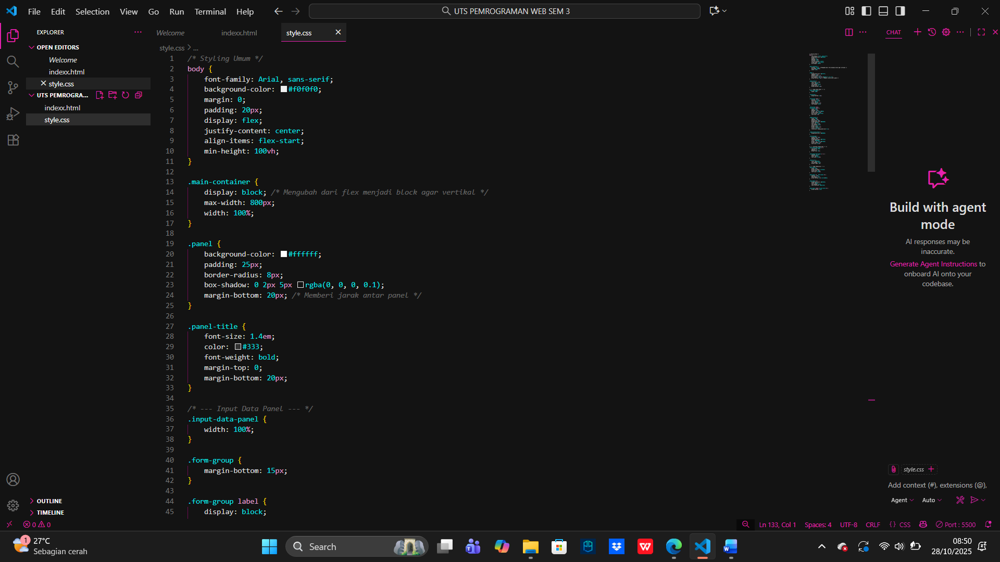 File Edit Selection View Go Run Terminal Help
UTS PEMROGRAMAN WEB SEM 3
EXPLORER
OPEN EDITORS
Welcome
indexx.html
style.css
UTS PEMROGRA...
indexx.html
style.css
OUTLINE
TIMELINE
Welcome indexx.html style.css
style.css > ...
1 /* Styling Umum */
2 body {
3 font-family: Arial, sans-serif;
4 background-color: #f0f0f0;
5 margin: 0;
6 padding: 20px;
7 display: flex;
8 justify-content: center;
9 align-items: flex-start;
10 min-height: 100vh;
11 }
12
13 .main-container {
14 display: block; /* Mengubah dari flex menjadi block agar vertikal */
15 max-width: 800px;
16 width: 100%;
17 }
18
19 .panel {
20 background-color: #ffffff;
21 padding: 25px;
22 border-radius: 8px;
23 box-shadow: 0 2px 5px rgba(0, 0, 0, 0.1);
24 margin-bottom: 20px; /* Memberi jarak antar panel */
25 }
26
27 .panel-title {
28 font-size: 1.4em;
29 color: #333;
30 font-weight: bold;
31 margin-top: 0;
32 margin-bottom: 20px;
33 }
34
35 /* --- Input Data Panel --- */
36 .input-data-panel {
37 width: 100%;
38 }
39
40 .form-group {
41 margin-bottom: 15px;
42 }
43
44 .form-group label {
45 display: block;
CHAT
Build with agent
mode
AI responses may be
inaccurate.
Generate Agent Instructions to
onboard AI onto your
codebase.
style.css
Add context (#), extensions (@),
Agent Auto
0 0
Ln 133, Col 1 Spaces: 4 UTF-8 CRLF {} CSS Port : 5500
1
27°C
Sebagian cerah
Search
08:50
28/10/2025